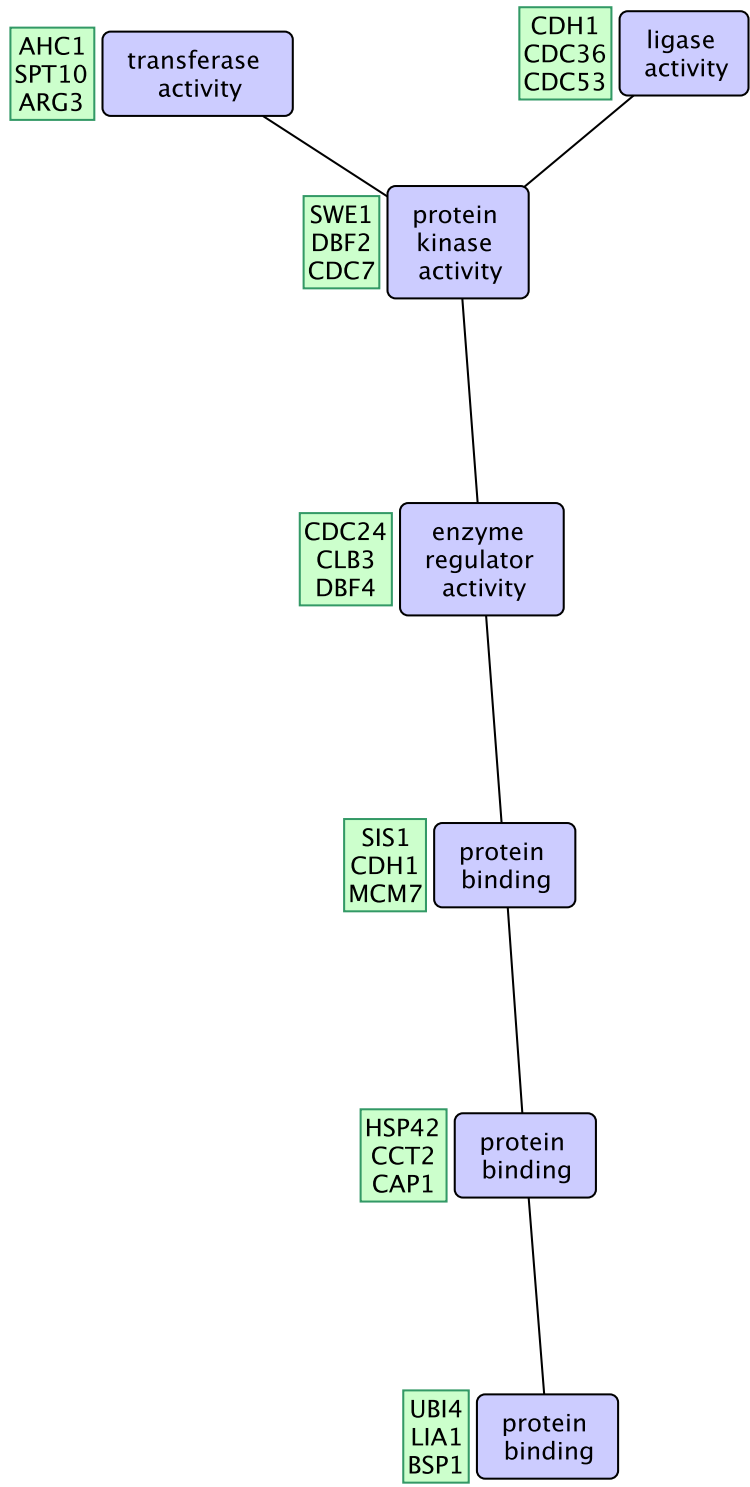 AHC1
SPT10
ARG3
transferase
activity
CDH1
CDC36
CDC53
ligase
activity
SWE1
DBF2
CDC7
protein
kinase
activity
CDC24
CLB3
DBF4
enzyme
regulator
activity
SIS1
CDH1
MCM7
protein
binding
HSP42
CCT2
CAP1
protein
binding
UBI4
LIA1
BSP1
protein
binding